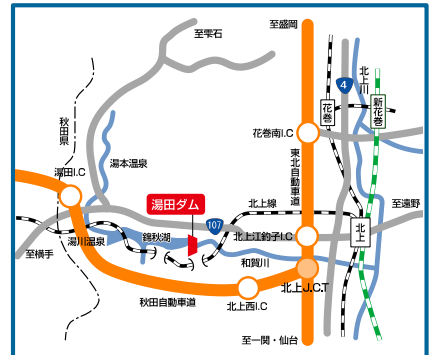 至盛岡
至雫石
北上川
4
花巻
新花巻
秋田県
花巻南I.C
湯本温泉
東北自動車道
湯田I.C
湯田ダム
107
北上線
至遠野
北上
湯川温泉
錦秋湖
北上江釣子I.C
至横手
和賀川
北上J.C.T
秋田自動車道
北上西I.C
至一関・仙台